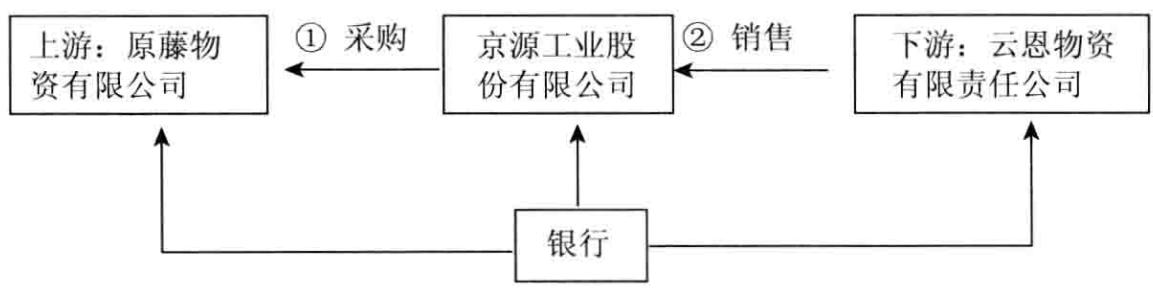 上游：原藤物
资有限公司
① 采购
京源工业股
份有限公司
② 销售
下游：云恩物资
有限责任公司
银行